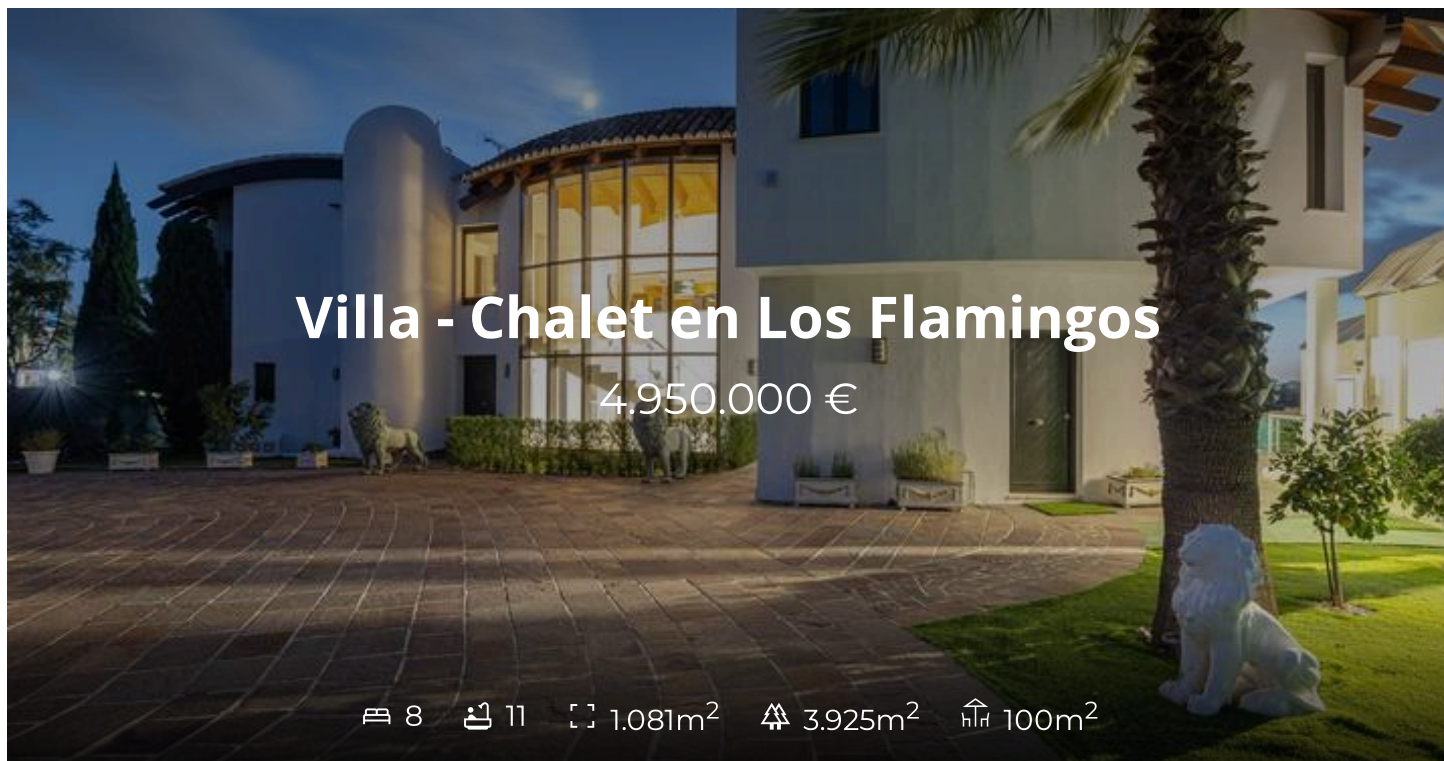 Villa - Chalet en Los Flamingos
4.950.000 €
8 11 1.081m² 3.925m² 100m²